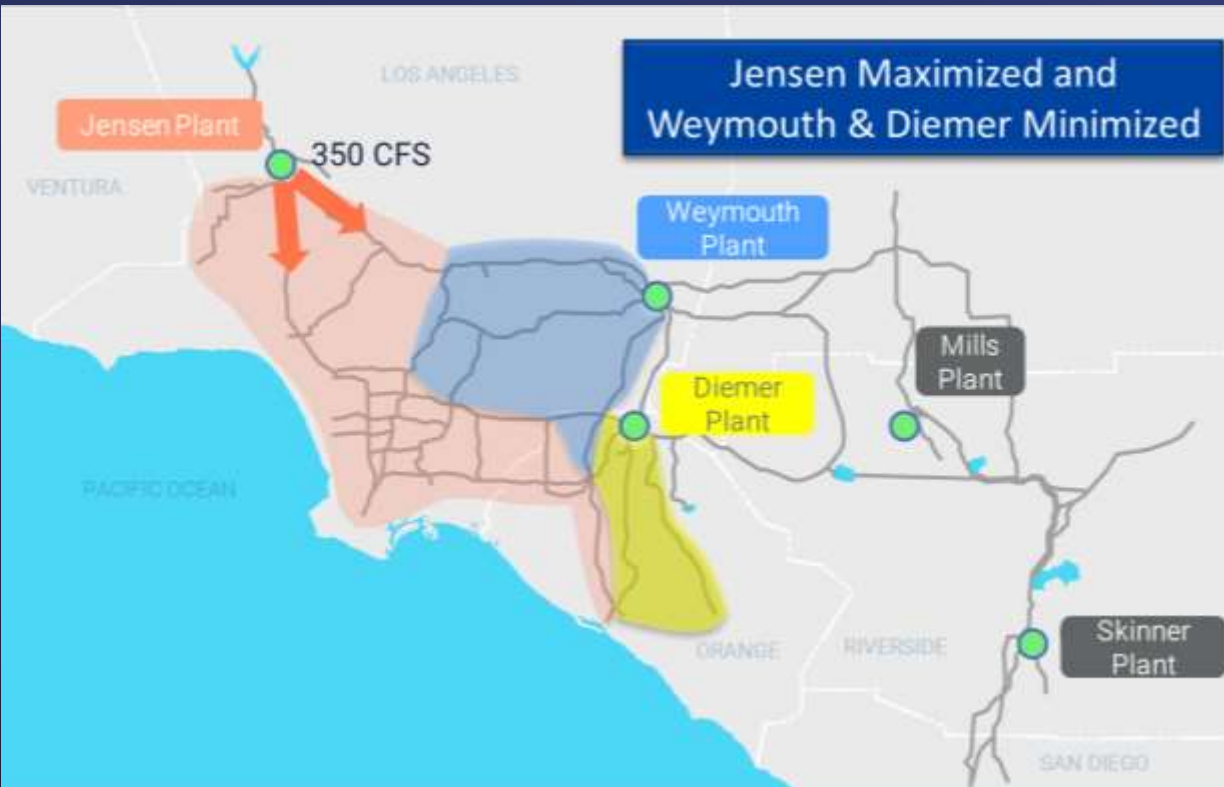 Jensen Maximized and
Weymouth & Diemer Minimized
LOS ANGELES
Jensen Plant
350 CFS
VENTURA
Weymouth
Plant
Mills
Plant
Diemer
Plant
PACIFIC OCEAN
Skinner
Plant
ORANGE
RIVERSIDE
SAN DIEGO